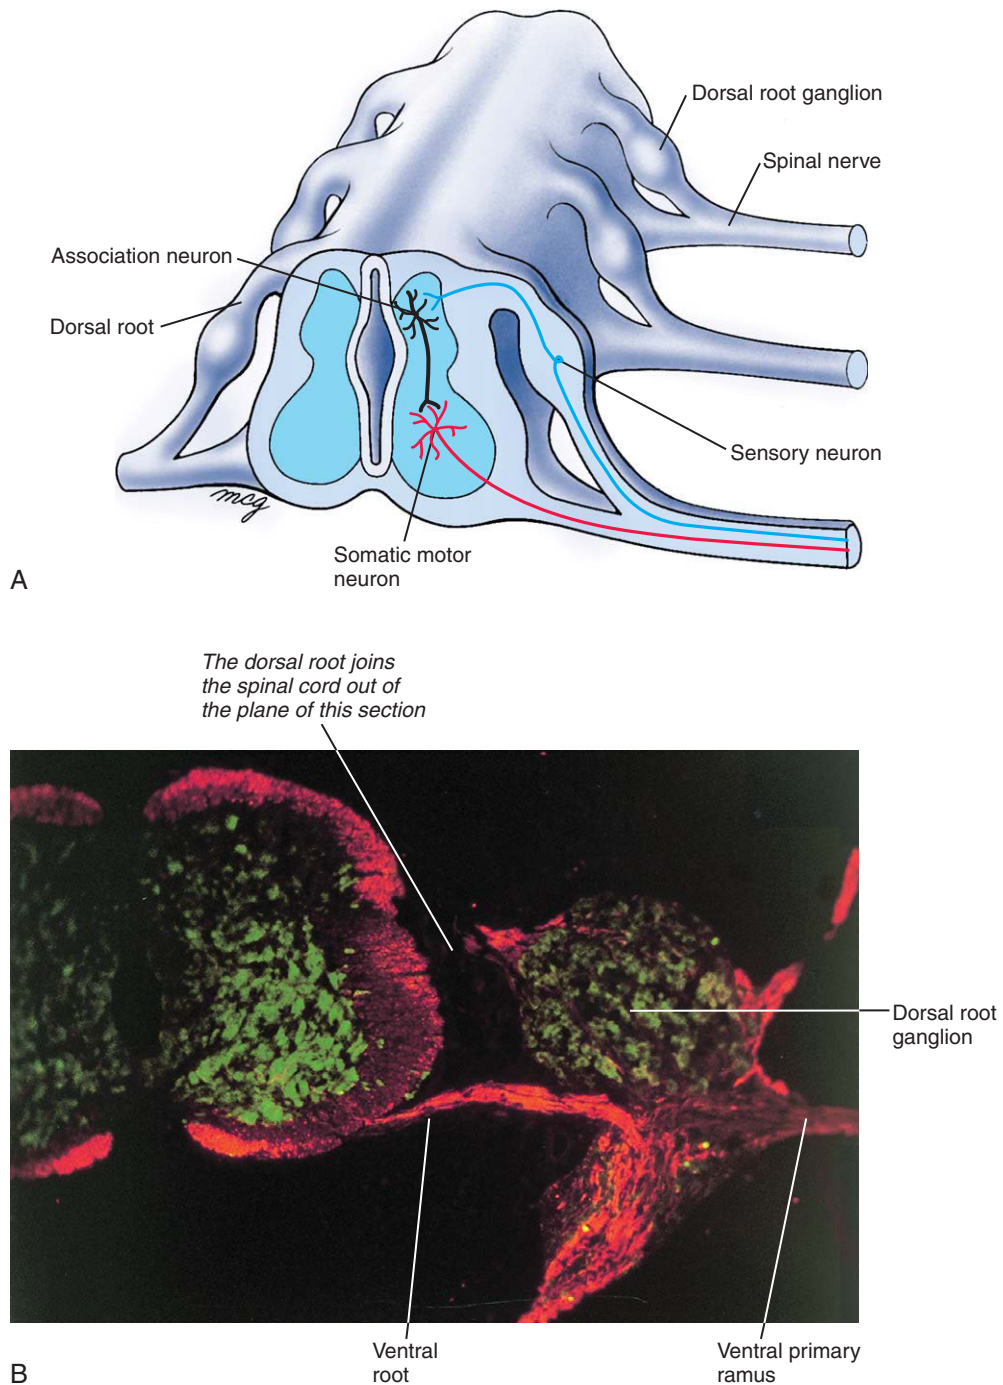 Dorsal root ganglion
Spinal nerve
Association neuron
Dorsal root
Sensory neuron
mcg
Somatic motor
neuron
A
The dorsal root joins
the spinal cord out of
the plane of this section
Dorsal root
ganglion
Ventral
root
Ventral primary
ramus
B